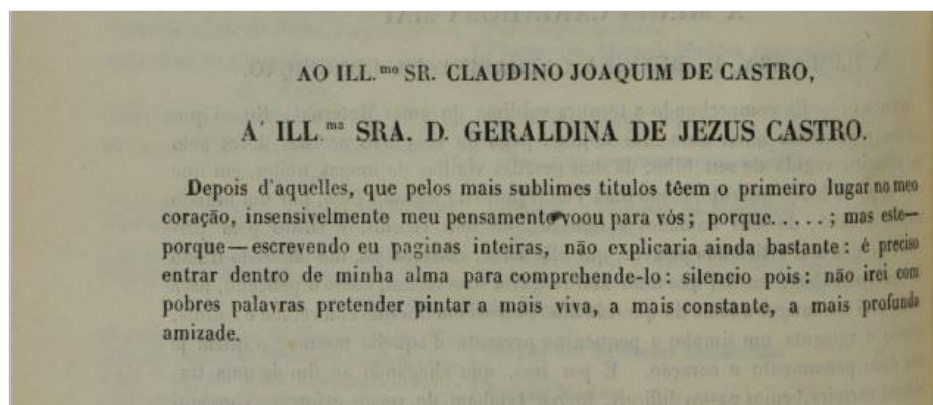 AO ILL.mo SR. CLAUDINO JOAQUIM DE CASTRO,
A' ILL.ma SRA. D. GERALDINA DE JEZUS CASTRO.
Depois d'aquelles, que pelos mais sublimes titulos têem o primeiro lugar no meo
coração, insensivelmente meu pensamento voou para vós; porque.....; mas este—
porque—escrevendo eu paginas inteiras, não explicaria ainda bastante: é preciso
entrar dentro de minha alma para comprehende-lo: silencio pois: não irei com
pobres palavras pretender pintar a mais viva, a mais constante, a mais profunda
amizade.